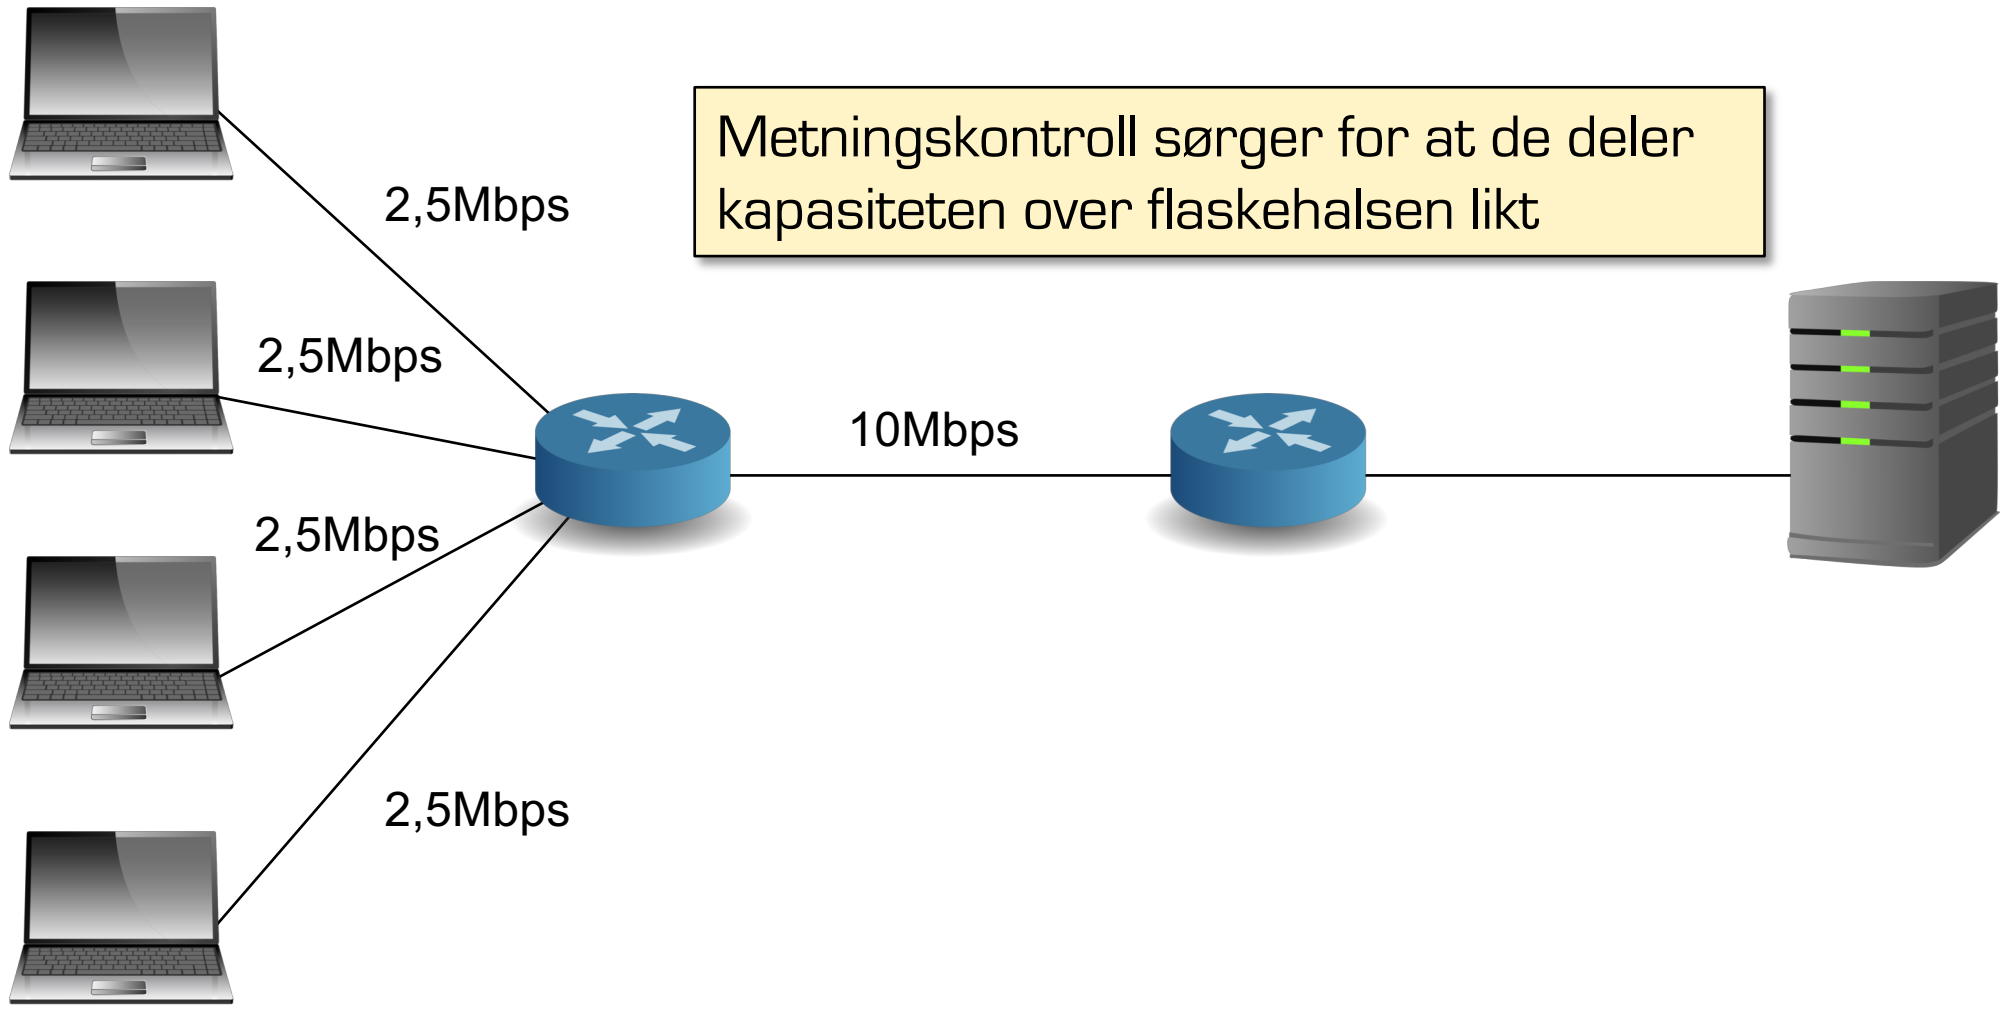 Metningskontroll sørger for at de deler
kapasiteten over flaskehalsen likt
2,5Mbps
2,5Mbps
10Mbps
2,5Mbps
2,5Mbps